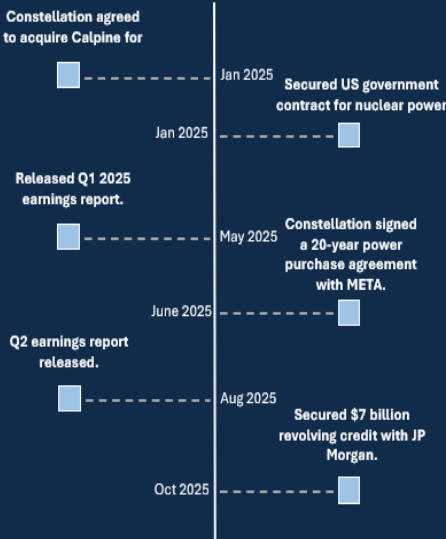 Constellation agreed
to acquire Calpine for
Jan 2025
Secured US government
contract for nuclear power
Jan 2025
Released Q1 2025
earnings report.
May 2025
Constellation signed
a 20-year power
purchase agreement
with META.
June 2025
Q2 earnings report
released.
Aug 2025
Secured $7 billion
revolving credit with JP
Morgan.
Oct 2025